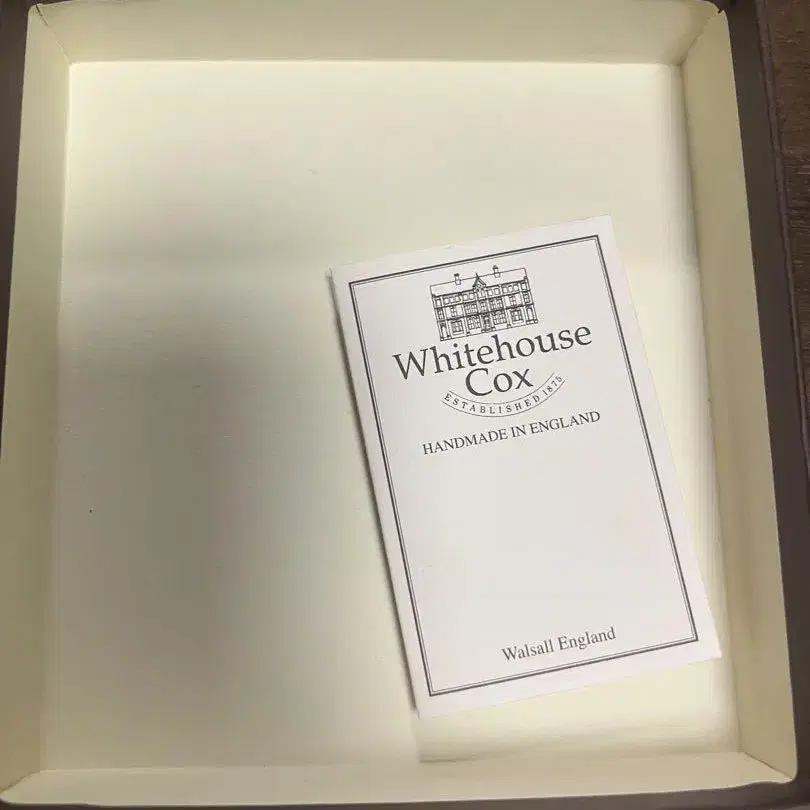 Whitehouse
Cox
ESTABLISHED 1875
HANDMADE IN ENGLAND
Walsall England